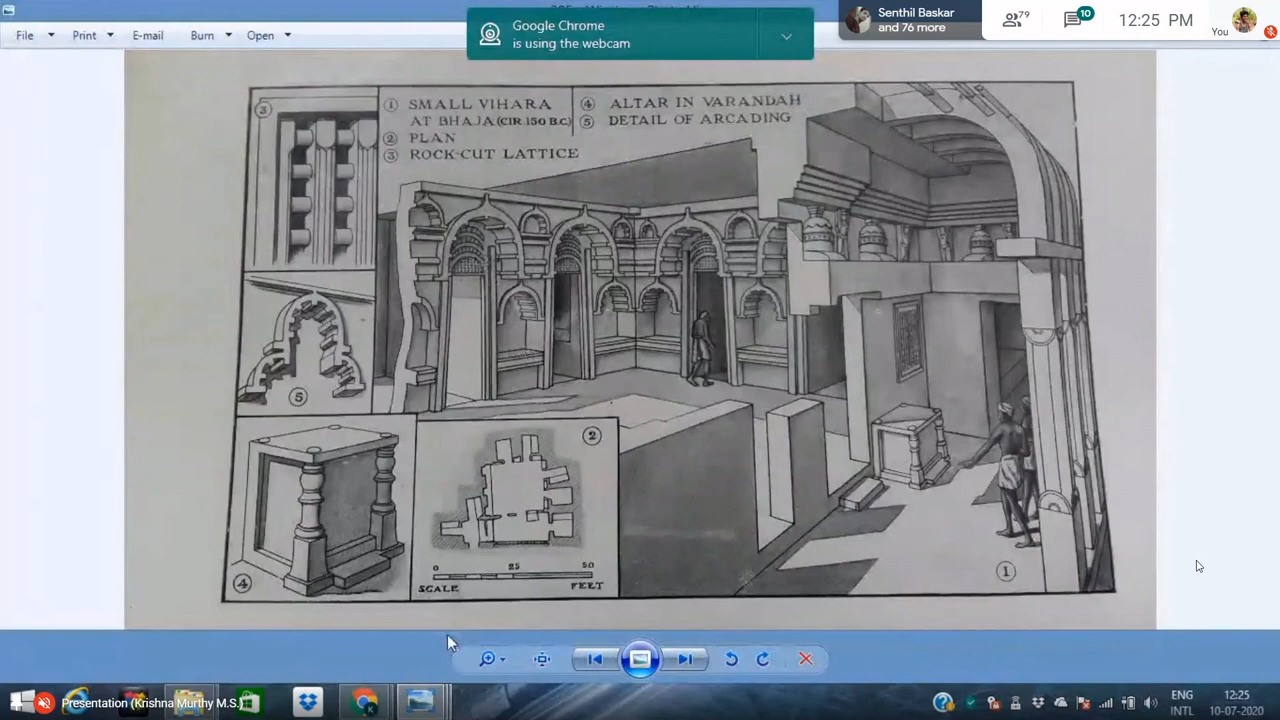 Google Chrome
is using the webcam
Senthil Baskar
and 76 more
79
10
12:25 PM
You
File
Print
E-mail
Burn
Open
① SMALL VIHARA
AT BHAJA (CIR. 150 B.C.)
② PLAN
③ ROCK-CUT LATTICE
④ ALTAR IN VARANDAH
⑤ DETAIL OF ARCADING
3
5
4
2
0 25 50
SCALE FEET
1
Presentation (Krishna Murthy M.S.)
ENG
INTL
12:25
10-07-2020